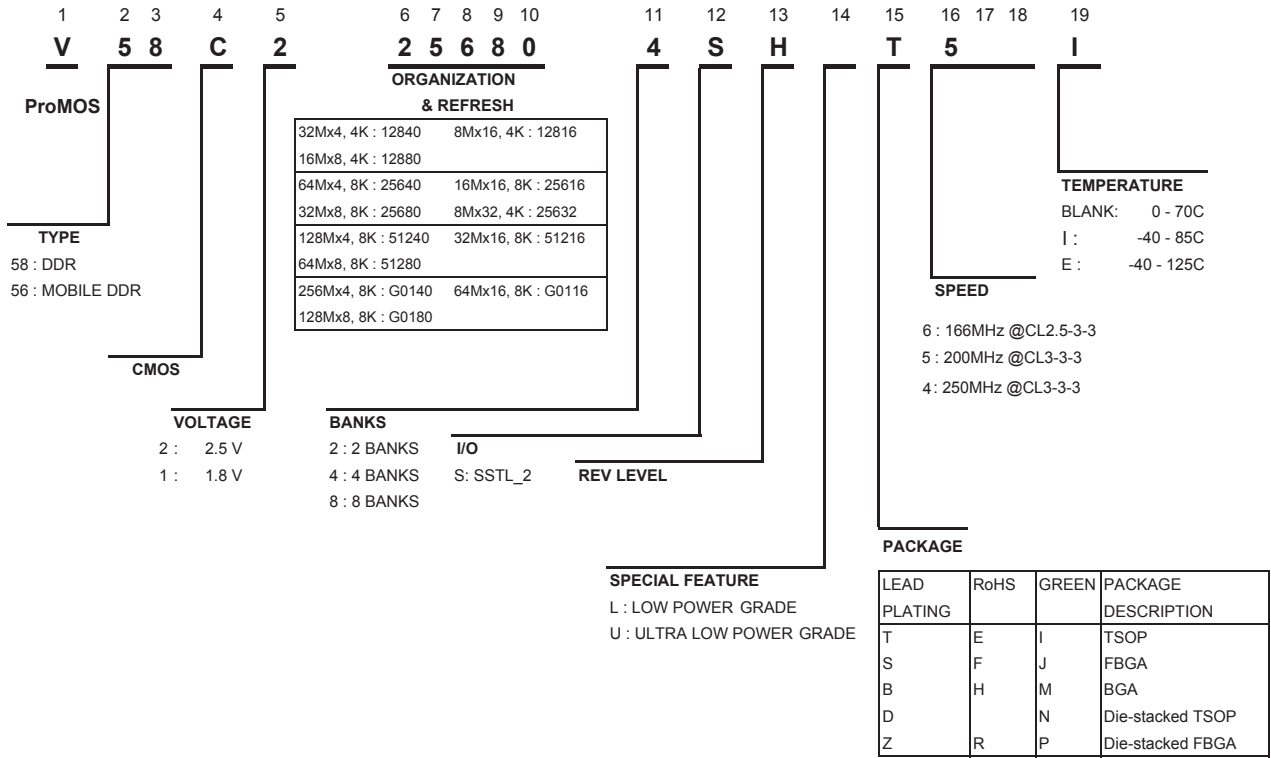 1 2 3 4 5 6 7 8 9 10 11 12 13 14 15 16 17 18 19
V 5 8 C 2 2 5 6 8 0 4 S H T 5 I
ORGANIZATION
& REFRESH
ProMOS
32Mx4, 4K : 12840 8Mx16, 4K : 12816
16Mx8, 4K : 12880
64Mx4, 8K : 25640 16Mx16, 8K : 25616
32Mx8, 8K : 25680 8Mx32, 4K : 25632
128Mx4, 8K : 51240 32Mx16, 8K : 51216
64Mx8, 8K : 51280
256Mx4, 8K : G0140 64Mx16, 8K : G0116
128Mx8, 8K : G0180
TYPE
58 : DDR
56 : MOBILE DDR
TEMPERATURE
BLANK: 0 - 70C
I : -40 - 85C
E : -40 - 125C
SPEED
6 : 166MHz @CL2.5-3-3
5 : 200MHz @CL3-3-3
4 : 250MHz @CL3-3-3
CMOS
VOLTAGE
2 : 2.5 V
1 : 1.8 V
BANKS
2 : 2 BANKS
4 : 4 BANKS
8 : 8 BANKS
I/O
S: SSTL_2
REV LEVEL
SPECIAL FEATURE
L : LOW POWER GRADE
U : ULTRA LOW POWER GRADE
PACKAGE
LEAD RoHS GREEN PACKAGE
PLATING DESCRIPTION
T E I TSOP
S F J FBGA
B H M BGA
D N Die-stacked TSOP
Z R P Die-stacked FBGA